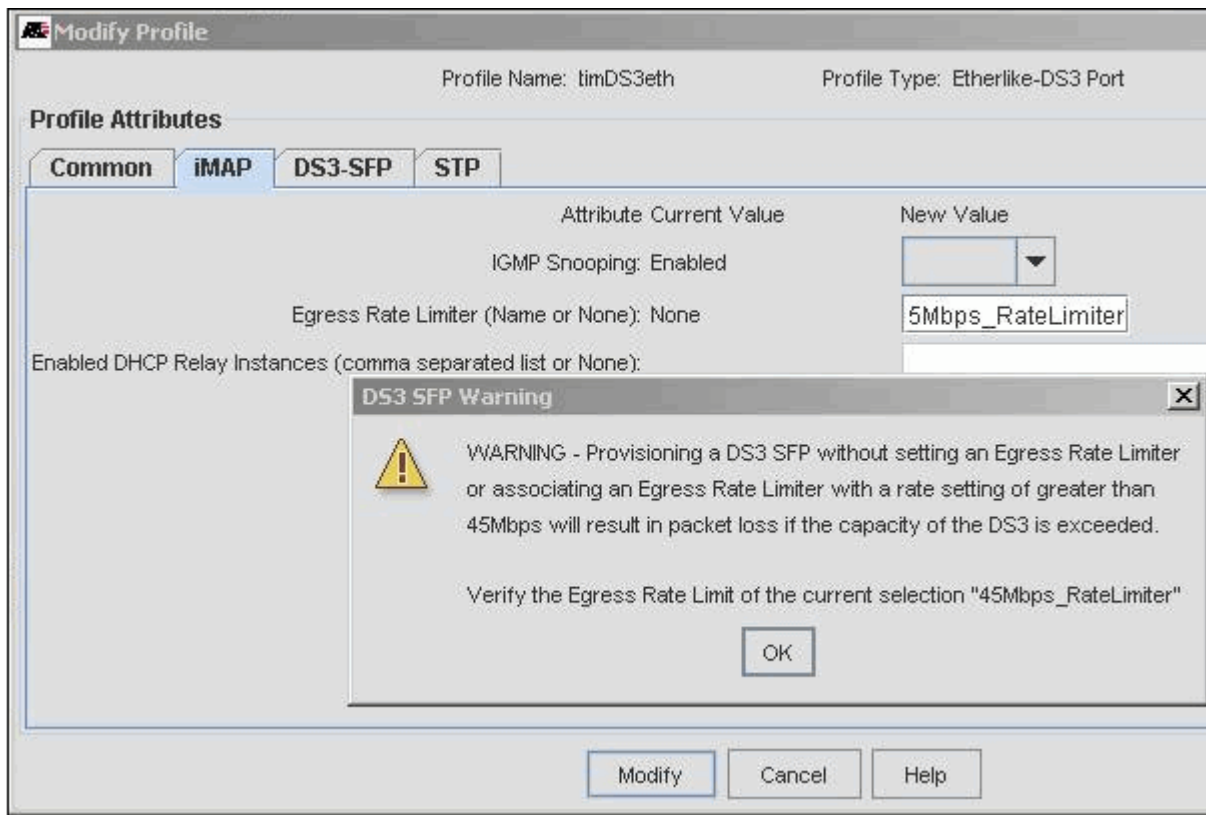 Modify Profile
Profile Name: timDS3eth Profile Type: Etherlike-DS3 Port
Profile Attributes
Common iMAP DS3-SFP STP
Attribute Current Value New Value
IGMP Snooping: Enabled
Egress Rate Limiter (Name or None): None 5Mbps_RateLimiter
Enabled DHCP Relay Instances (comma separated list or None):
DS3 SFP Warning
WARNING - Provisioning a DS3 SFP without setting an Egress Rate Limiter
or associating an Egress Rate Limiter with a rate setting of greater than
45Mbps will result in packet loss if the capacity of the DS3 is exceeded.
Verify the Egress Rate Limit of the current selection "45Mbps_RateLimiter"
OK
Modify Cancel Help